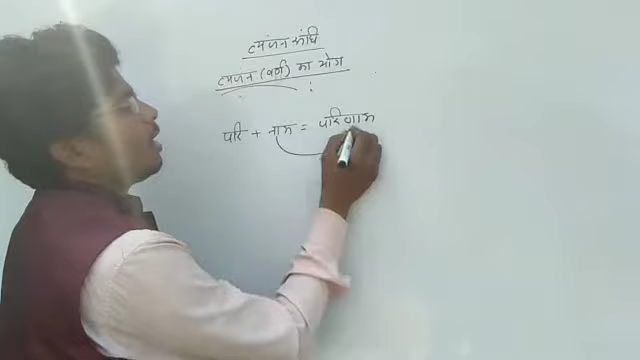 व्यंजन संधि
व्यंजन (वर्ण) का योग
:
परि + नाम = परिणाम